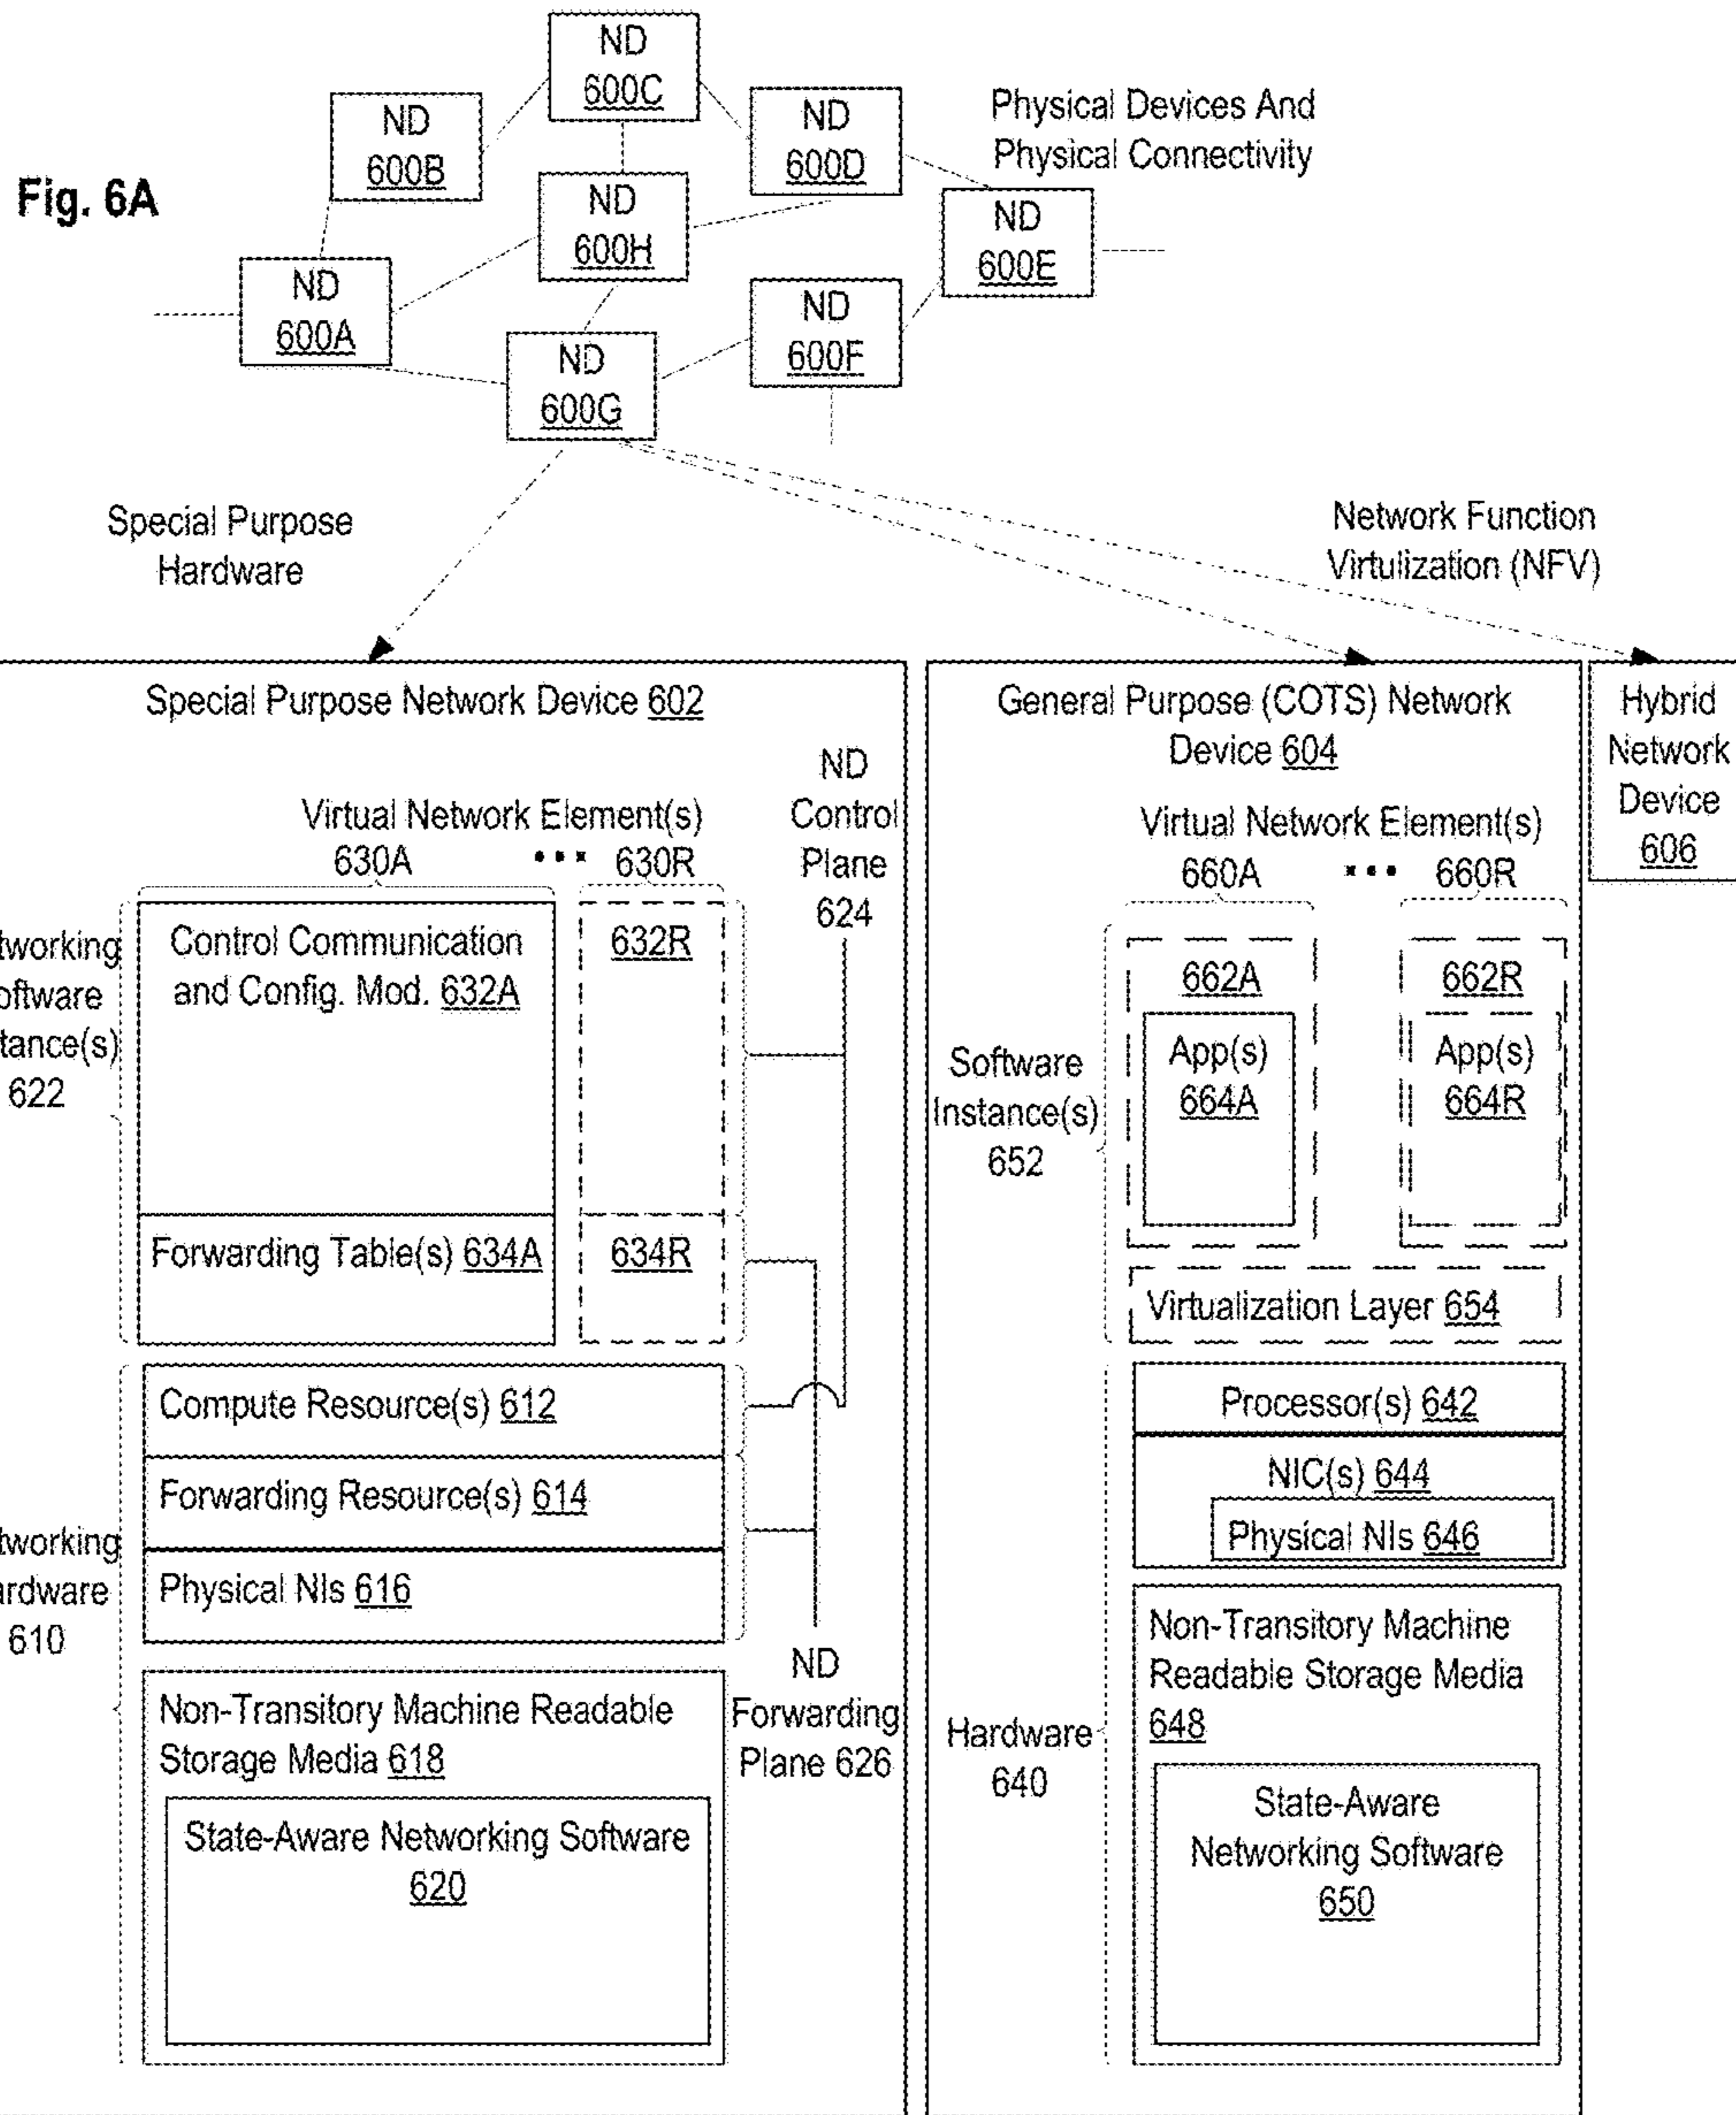 ND
600C
ND
600B
ND
600D
Physical Devices And
Physical Connectivity
Fig. 6A
ND
600H
ND
600E
ND
600A
ND
600F
ND
600G
Special Purpose
Hardware
Network Function
Virtulization (NFV)
Special Purpose Network Device 602
ND
Control
Plane
624
Virtual Network Element(s)
630A ••• 630R
tworking
oftware
tance(s)
622
Control Communication
and Config. Mod. 632A
632R
Forwarding Table(s) 634A
634R
Compute Resource(s) 612
Forwarding Resource(s) 614
Physical NIs 616
tworking
ardware
610
ND
Forwarding
Plane 626
Non-Transitory Machine Readable
Storage Media 618
State-Aware Networking Software
620
General Purpose (COTS) Network
Device 604
Virtual Network Element(s)
660A ••• 660R
Software
Instance(s)
652
662A
App(s)
664A
662R
App(s)
664R
Virtualization Layer 654
Processor(s) 642
NIC(s) 644
Physical NIs 646
Hardware
640
Non-Transitory Machine
Readable Storage Media
648
State-Aware
Networking Software
650
Hybrid
Network
Device
606